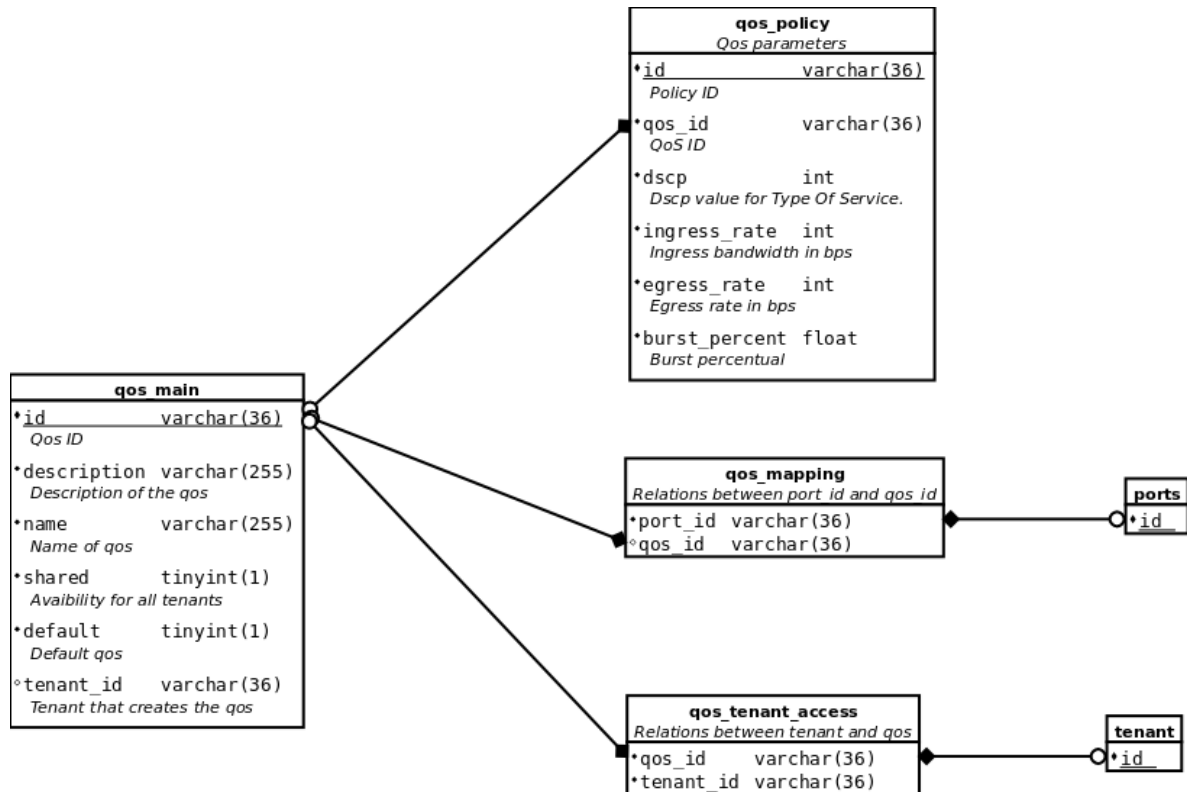 qos_policy
Qos parameters
id varchar(36)
Policy ID
qos_id varchar(36)
QoS ID
dscp int
Dscp value for Type Of Service.
ingress_rate int
Ingress bandwidth in bps
egress_rate int
Egress rate in bps
burst_percent float
Burst percentual
qos_main
id varchar(36)
Qos ID
description varchar(255)
Description of the qos
name varchar(255)
Name of qos
shared tinyint(1)
Avaibility for all tenants
default tinyint(1)
Default qos
tenant_id varchar(36)
Tenant that creates the qos
qos_mapping
Relations between port_id and qos_id
port_id varchar(36)
qos_id varchar(36)
ports
id
qos_tenant_access
Relations between tenant and qos
qos_id varchar(36)
tenant_id varchar(36)
tenant
id